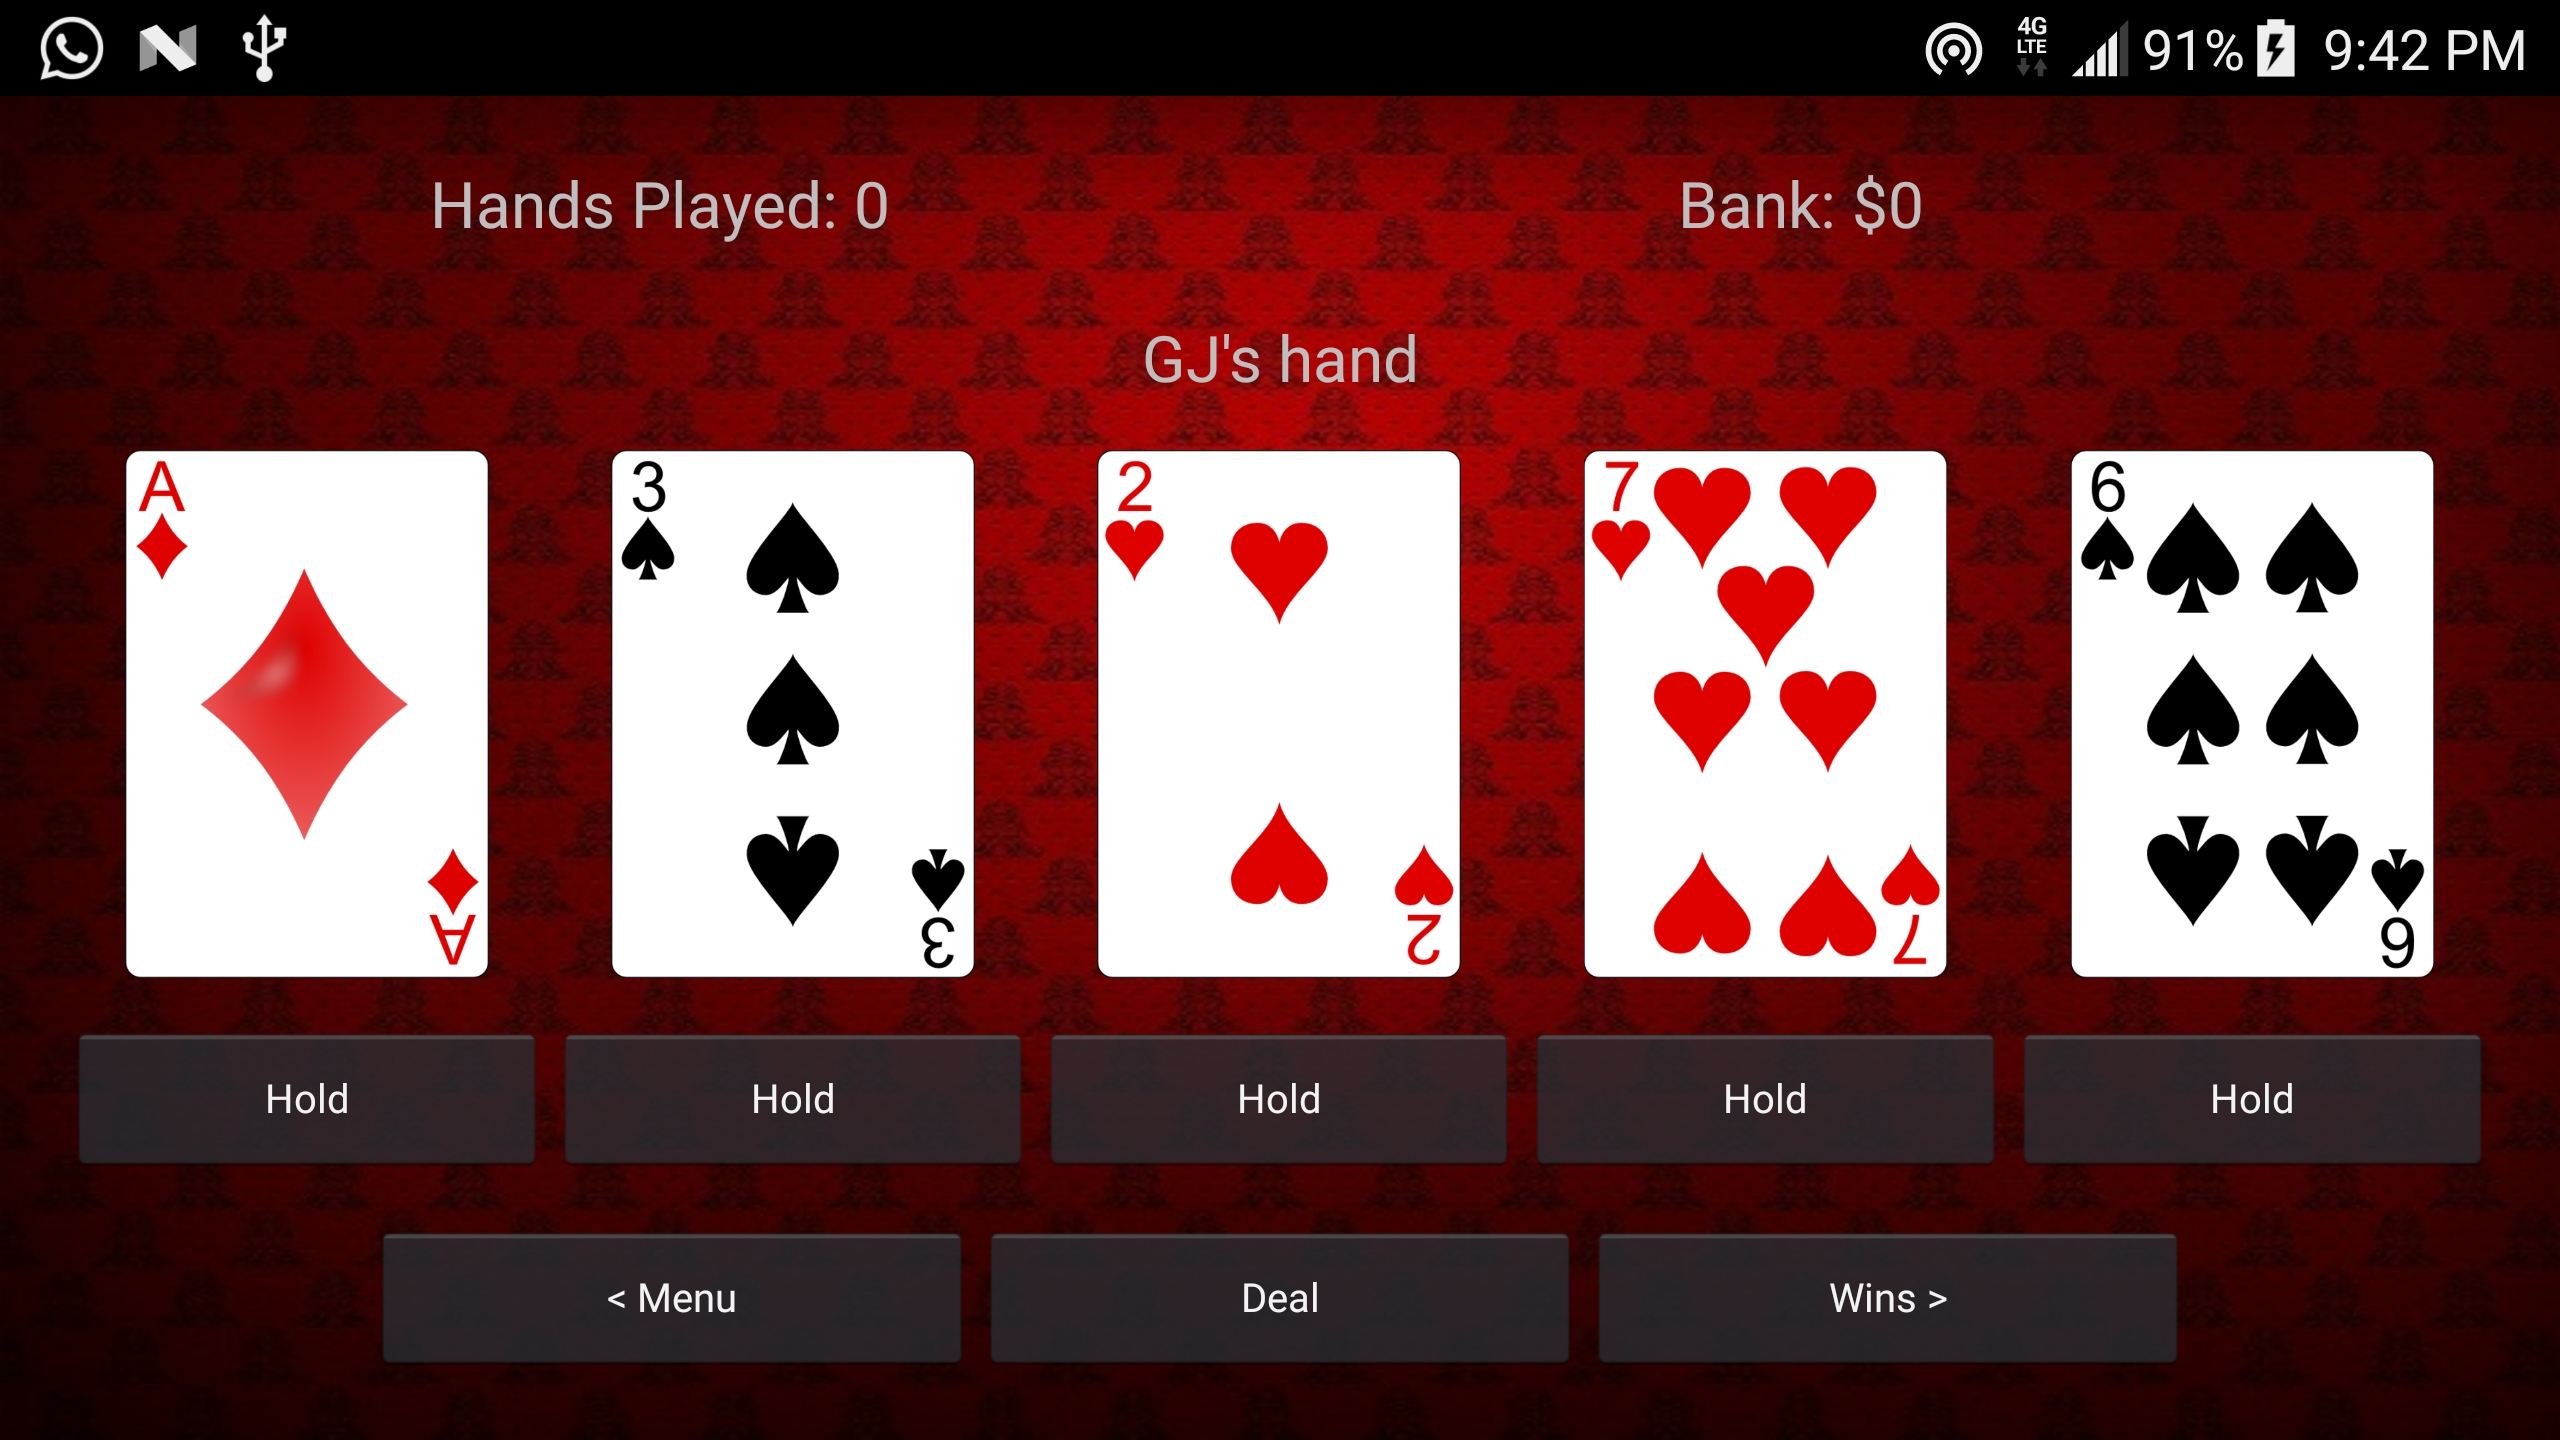 4G
LTE
91% 9:42 PM
Hands Played: 0 Bank: $0
GJ's hand
A 3 2 7 6
A 3 2 7 6
Hold Hold Hold Hold Hold
< Menu Deal Wins >